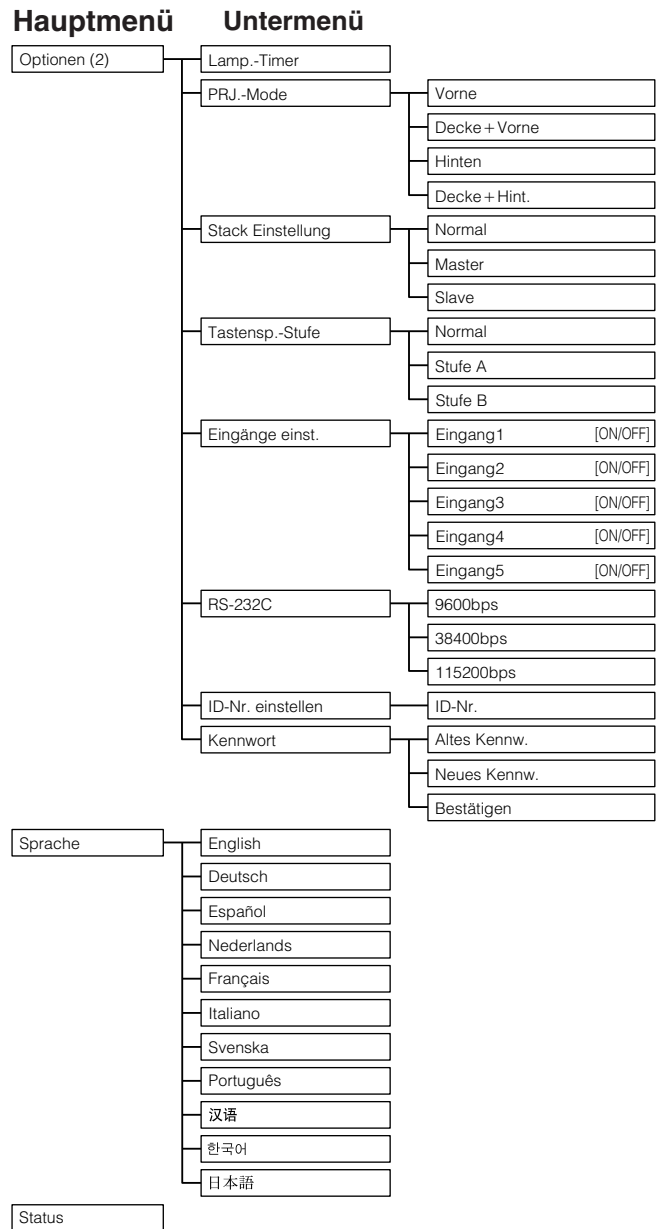 Hauptmenü Untermenü
Optionen (2) Lamp.-Timer
PRJ.-Mode Vorne
Decke+Vorne
Hinten
Decke+Hint.
Stack Einstellung Normal
Master
Slave
Tastensp.-Stufe Normal
Stufe A
Stufe B
Eingänge einst. Eingang1 [ON/OFF]
Eingang2 [ON/OFF]
Eingang3 [ON/OFF]
Eingang4 [ON/OFF]
Eingang5 [ON/OFF]
RS-232C 9600bps
38400bps
115200bps
ID-Nr. einstellen ID-Nr.
Kennwort Altes Kennw.
Neues Kennw.
Bestätigen
Sprache English
Deutsch
Español
Nederlands
Français
Italiano
Svenska
Português
汉语
한국어
日本語
Status